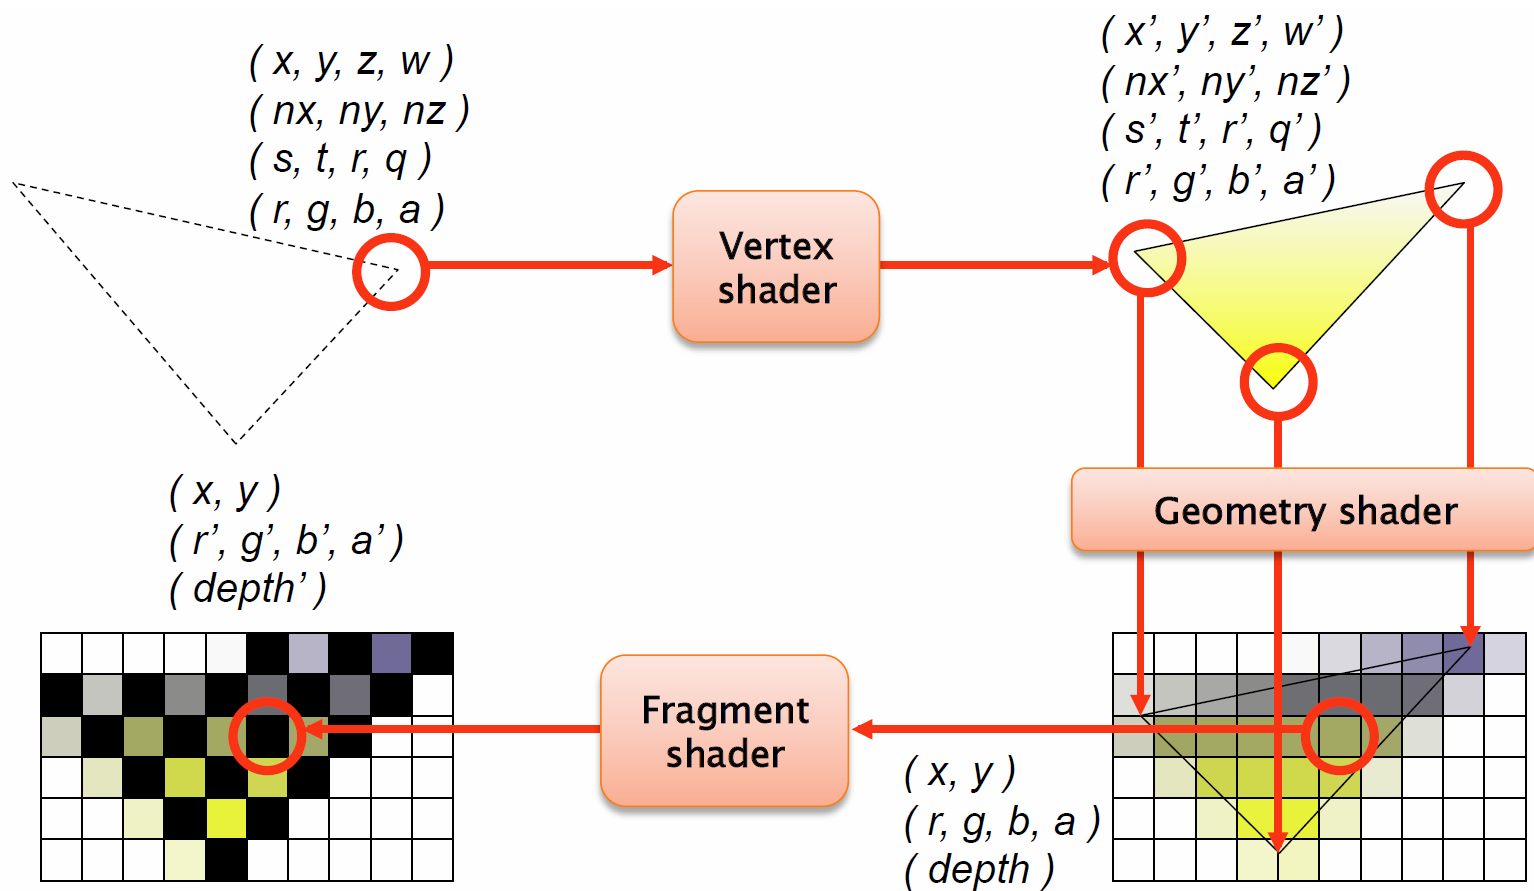 ( x, y, z, w )
( nx, ny, nz )
( s, t, r, q )
( r, g, b, a )
Vertex
shader
( x’, y’, z’, w’ )
( nx’, ny’, nz’ )
( s’, t’, r’, q’ )
( r’, g’, b’, a’ )
Geometry shader
( x, y )
( r’, g’, b’, a’ )
( depth’ )
Fragment
shader
( x, y )
( r, g, b, a )
( depth )